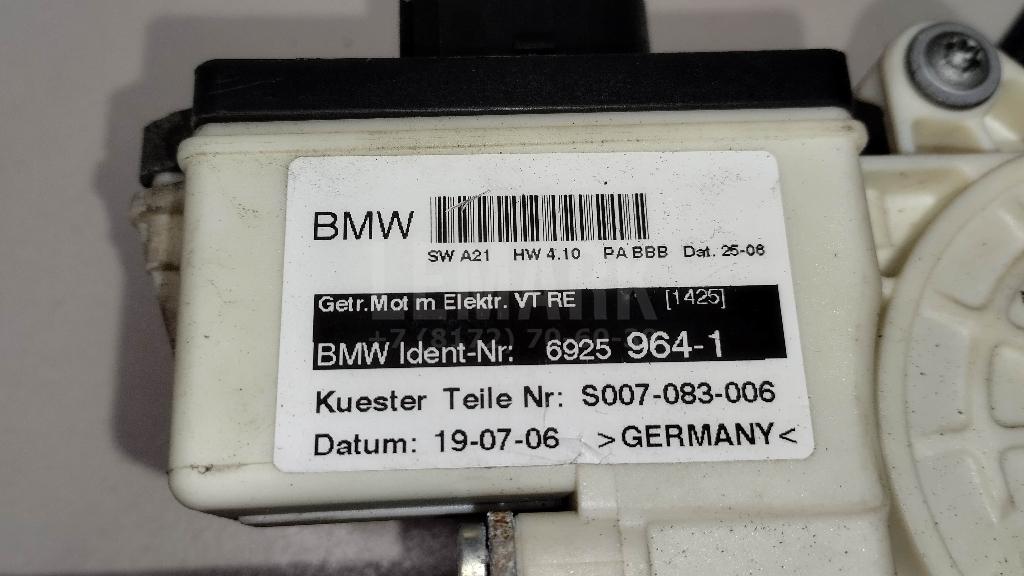 BMW
SW A21 HW 4.10 PA BBB Dat. 25-06
Getr.Mot m Elektr. VT RE [1425]
BMW Ident-Nr: 6925 964-1
Kuester Teile Nr: S007-083-006
Datum: 19-07-06 >GERMANY<